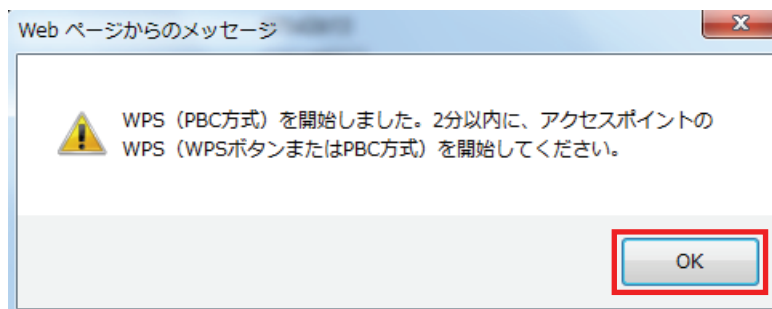 Web ページからのメッセージ
WPS（PBC方式）を開始しました。2分以内に、アクセスポイントの
WPS（WPSボタンまたはPBC方式）を開始してください。
OK